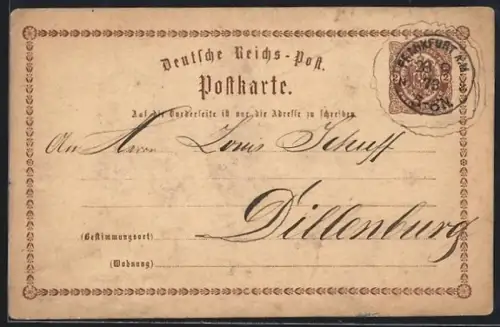 Deutsche Reichs-Post.
Postkarte.
FRANKFURT A.M.
Auf die Vorderseite ist nur die Adresse zu schreiben.
An Herrn Louis Schuff
Dillenburg
(Bestimmungsort)
(Wohnung)